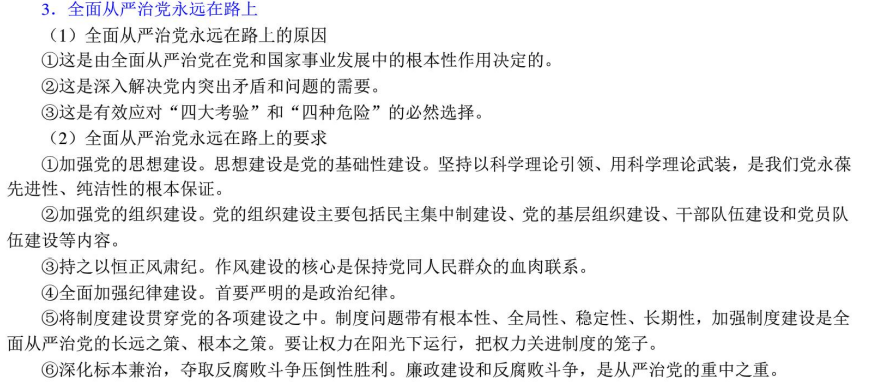 3．全面从严治党永远在路上
（1）全面从严治党永远在路上的原因
①这是由全面从严治党在党和国家事业发展中的根本性作用决定的。
②这是深入解决党内突出矛盾和问题的需要。
③这是有效应对“四大考验”和“四种危险”的必然选择。
（2）全面从严治党永远在路上的要求
①加强党的思想建设。思想建设是党的基础性建设。坚持以科学理论引领、用科学理论武装，是我们党永葆
先进性、纯洁性的根本保证。
②加强党的组织建设。党的组织建设主要包括民主集中制建设、党的基层组织建设、干部队伍建设和党员队
伍建设等内容。
③持之以恒正风肃纪。作风建设的核心是保持党同人民群众的血肉联系。
④全面加强纪律建设。首要严明的是政治纪律。
⑤将制度建设贯穿党的各项建设之中。制度问题带有根本性、全局性、稳定性、长期性，加强制度建设是全
面从严治党的长远之策、根本之策。要让权力在阳光下运行，把权力关进制度的笼子。
⑥深化标本兼治，夺取反腐败斗争压倒性胜利。廉政建设和反腐败斗争，是从严治党的重中之重。